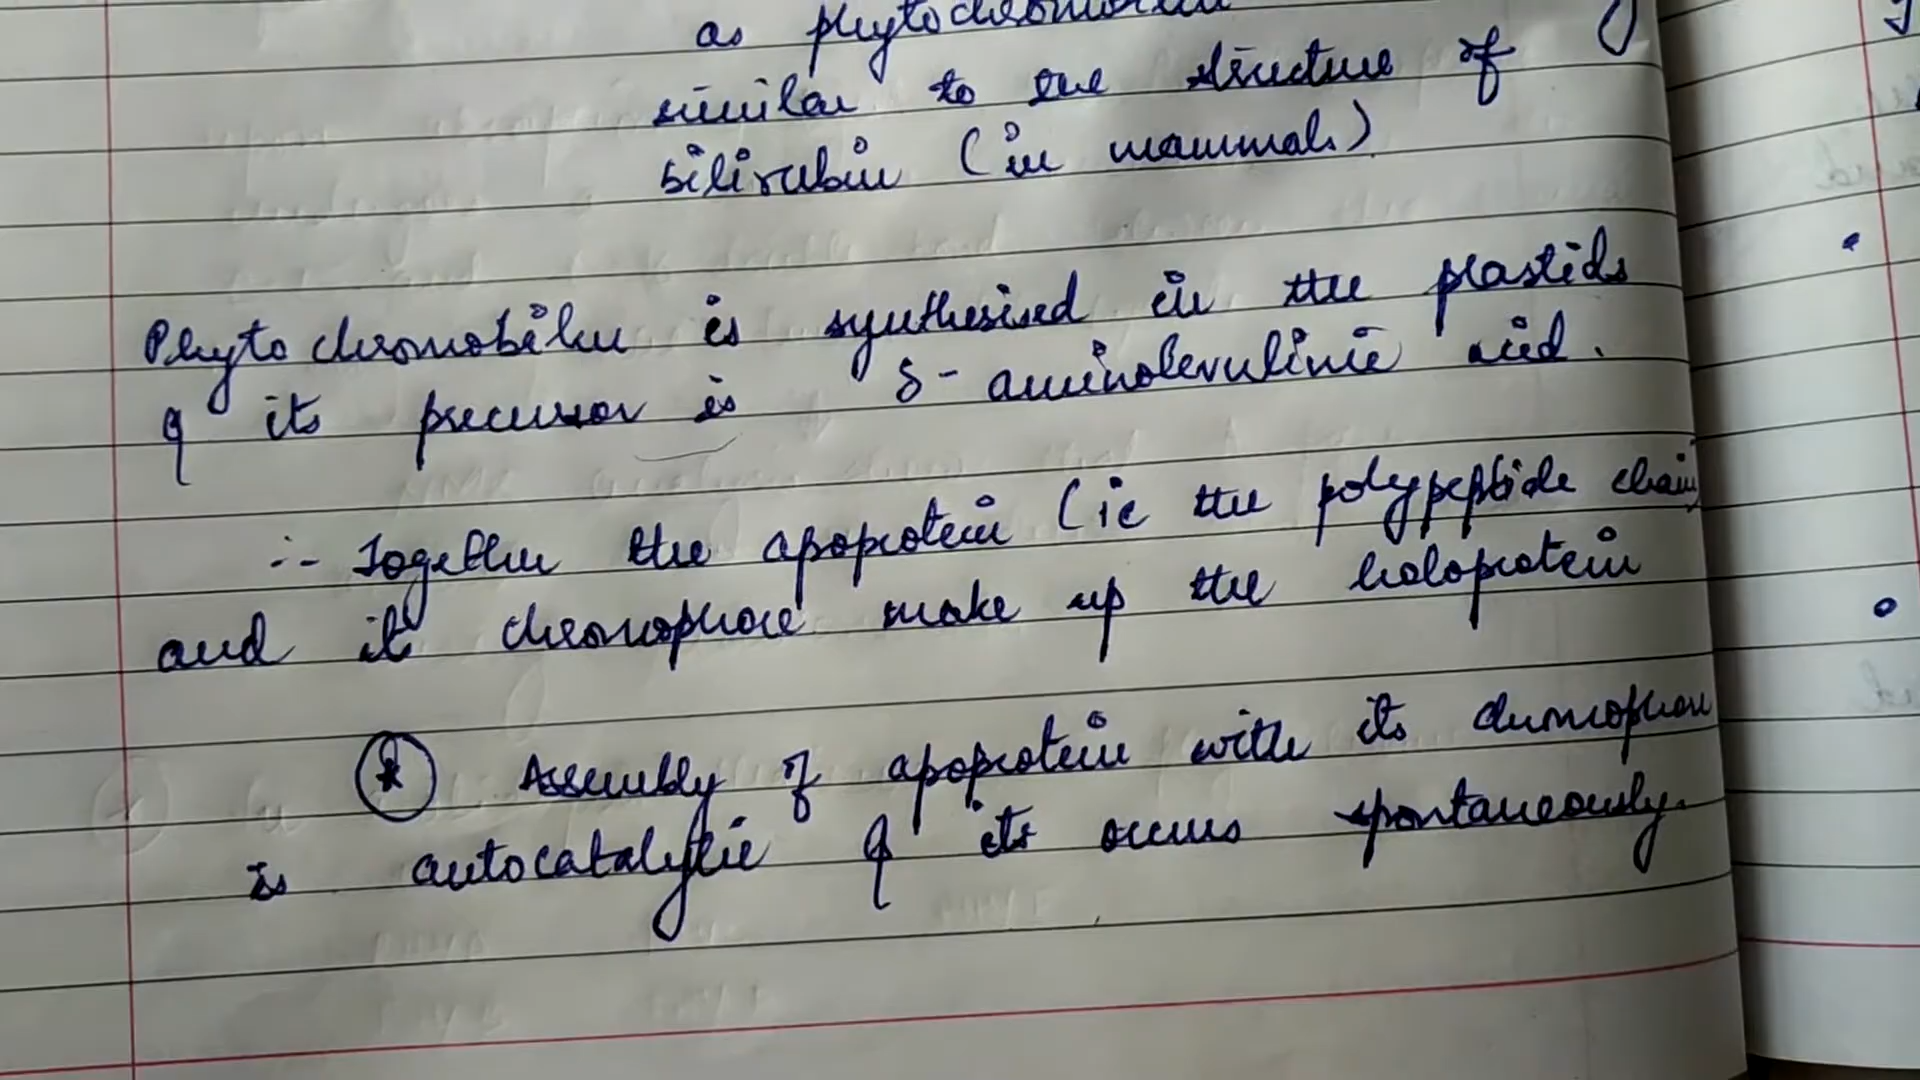 as phytochromobilin
similar to the structure of
bilirubin (in mammals)
Phytochromobilin is synthesised in the plastids
& its precursor is δ- aminolevulinic acid.
∴ Together the apoprotein (ie the polypeptide chain)
and it chromophore make up the holoprotein
* Assembly of apoprotein with its chromophore
is autocatalytic & its occurs spontaneously.